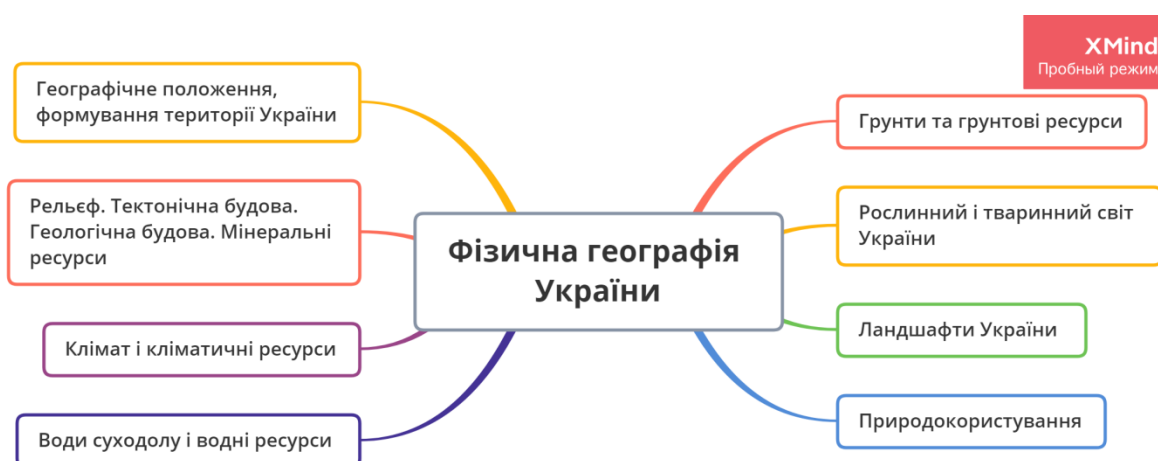 XMind
Пробный режим
Географічне положення,
формування території України
Рельєф. Тектонічна будова.
Геологічна будова. Мінеральні
ресурси
Клімат і кліматичні ресурси
Води суходолу і водні ресурси
Фізична географія
України
Грунти та грунтові ресурси
Рослинний і тваринний світ
України
Ландшафти України
Природокористування